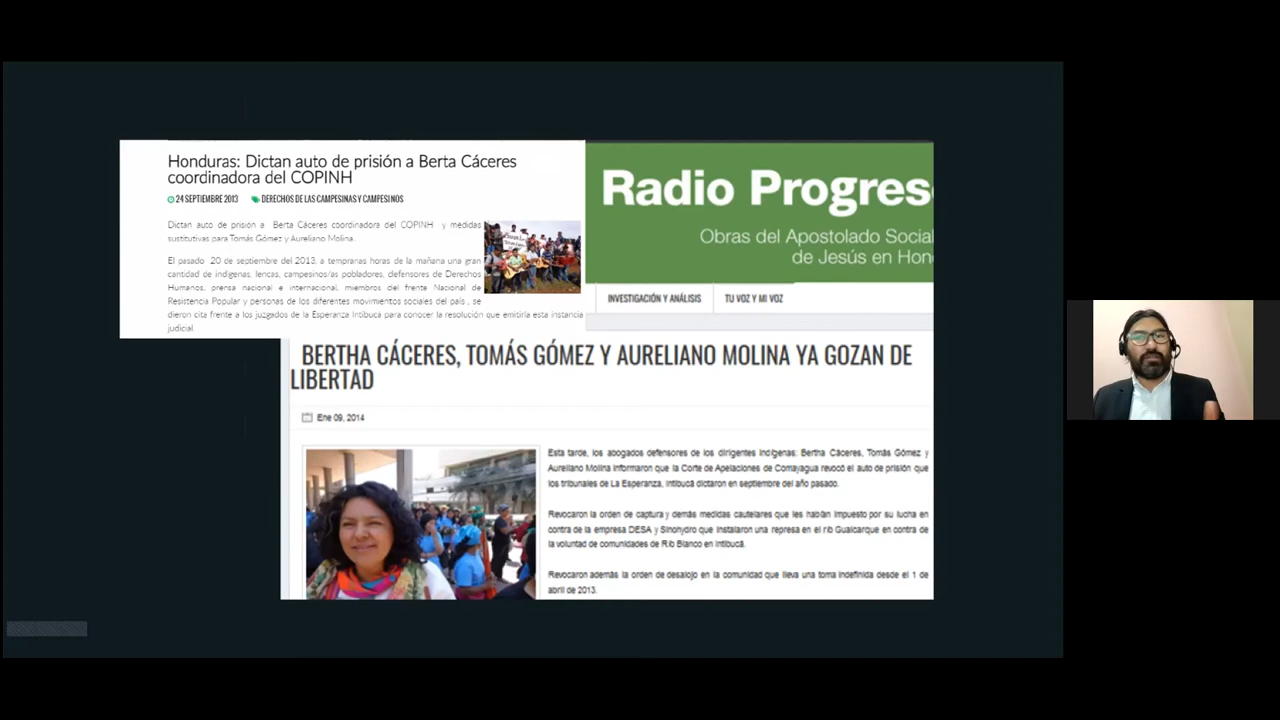 Honduras: Dictan auto de prisión a Berta Cáceres
coordinadora del COPINH
24 SEPTIEMBRE 2013 DERECHOS DE LAS CAMPESINAS Y CAMPESINOS
Dictan auto de prisión a Berta Cáceres coordinadora del COPINH y medidas
sustitutivas para Tomás Gómez y Aureliano Molina.
El pasado 20 de septiembre del 2013, a tempranas horas de la mañana una gran
cantidad de indígenas, lencas, campesinos/as pobladores, defensores de Derechos
Humanos, prensa nacional e internacional, miembros del frente Nacional de
Resistencia Popular y personas de los diferentes movimientos sociales del país , se
dieron cita frente a los juzgados de la Esperanza Intibucá para conocer la resolución que emitiría esta instancia
judicial.
Radio Progres
Obras del Apostolado Social
de Jesús en Hon
INVESTIGACIÓN Y ANÁLISIS TU VOZ Y MI VOZ
BERTHA CÁCERES, TOMÁS GÓMEZ Y AURELIANO MOLINA YA GOZAN DE
LIBERTAD
Ene 09, 2014
Esta tarde, los abogados defensores de los dirigentes indígenas: Bertha Cáceres, Tomás Gómez y
Aureliano Molina informaron que la Corte de Apelaciones de Comayagua revocó el auto de prisión que
los tribunales de La Esperanza, Intibucá dictaron en septiembre del año pasado.
Revocaron la orden de captura y demás medidas cautelares que les habían impuesto por su lucha en
contra de la empresa DESA y Sinohydro que instalaron una represa en el río Gualcarque en contra de
la voluntad de comunidades de Río Blanco en Intibucá.
Revocaron además la orden de desalojo en la comunidad que lleva una toma indefinida desde el 1 de
abril de 2013.